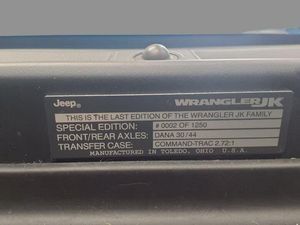 Jeep® WRANGLER JK
THIS IS THE LAST EDITION OF THE WRANGLER JK FAMILY
SPECIAL EDITION: # 0002 OF 1250
FRONT/REAR AXLES: DANA 30/44
TRANSFER CASE: COMMAND-TRAC 2.72:1
MANUFACTURED IN TOLEDO, OHIO U.S.A.